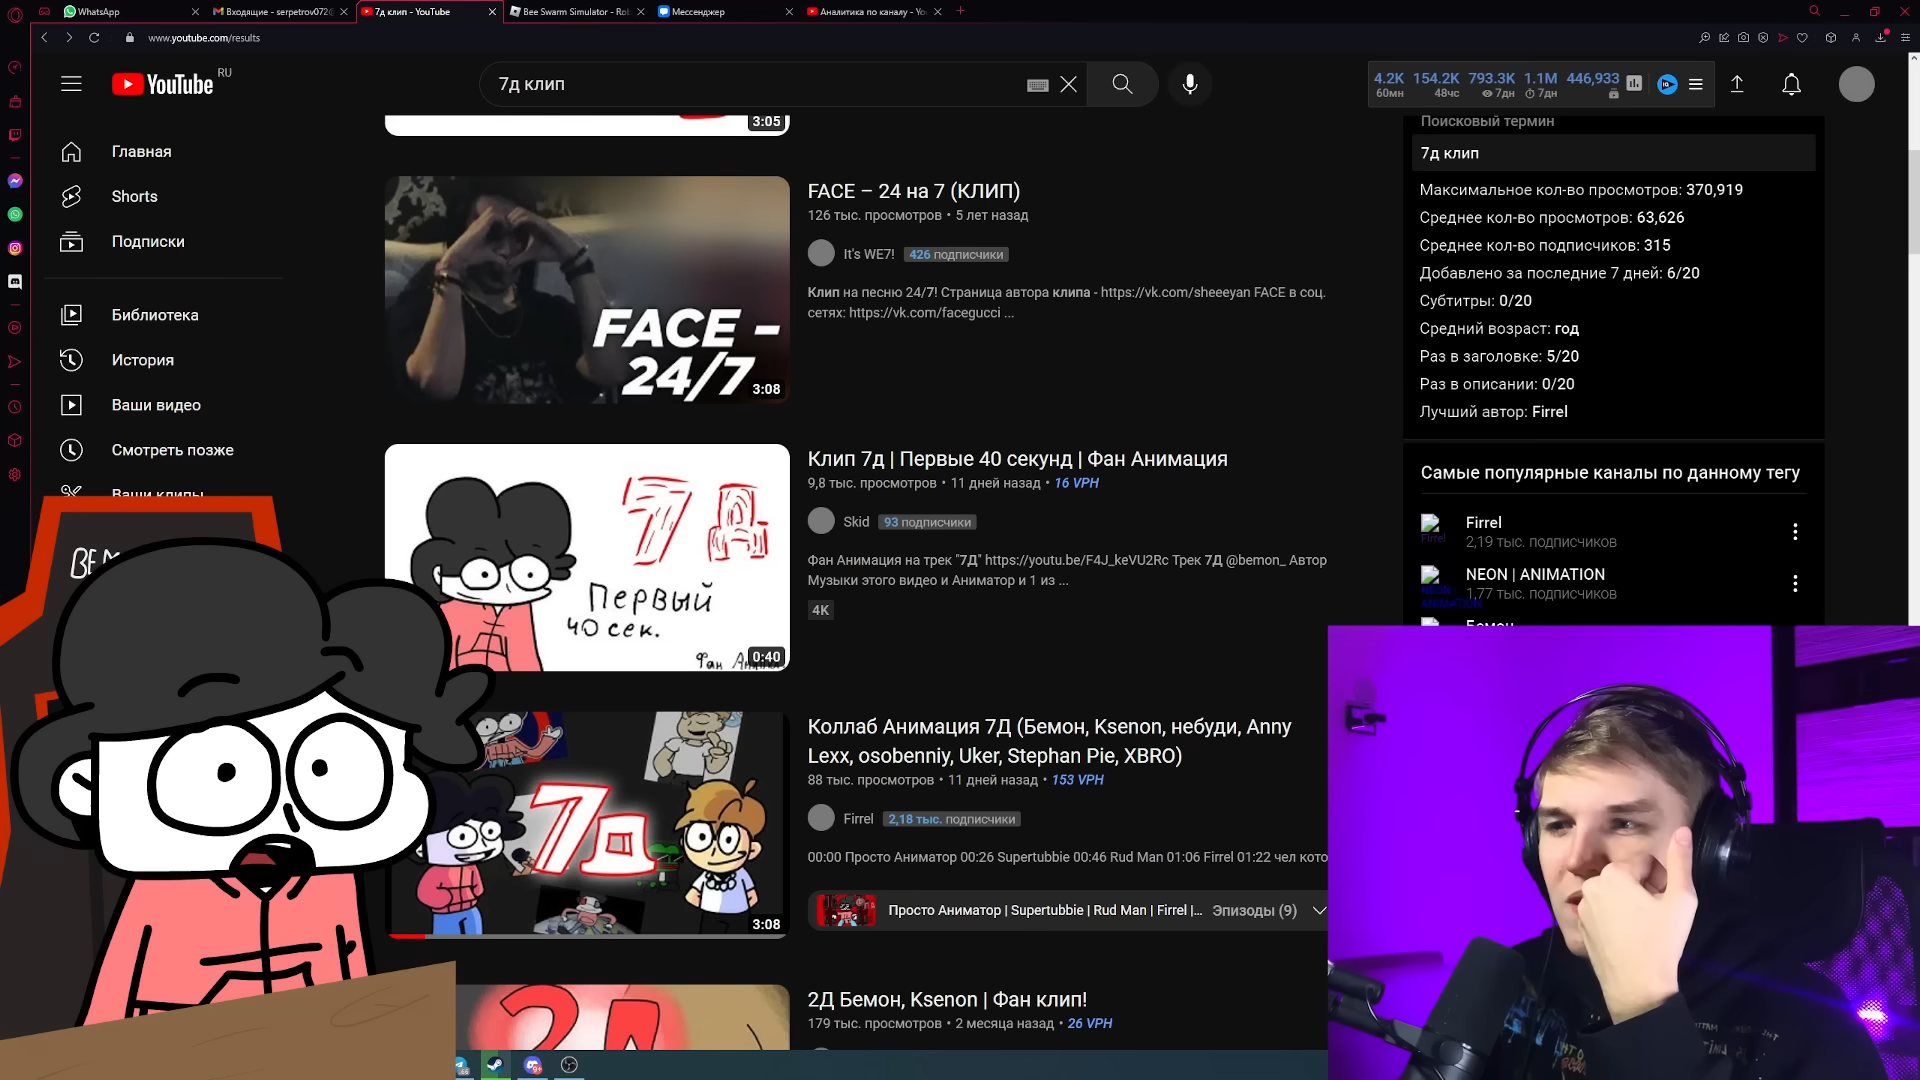 WhatsApp
Входящие - serpetrov072@
7д клип - YouTube
Bee Swarm Simulator - Rob
Мессенджер
Аналитика по каналу - You
www.youtube.com/results
YouTube RU
7д клип
4.2K 154.2K 793.3K 1.1M 446,933
60мн 48чс 7дн 7дн
Главная
Shorts
Подписки
Библиотека
История
Ваши видео
Смотреть позже
Ваши клипы
3:05
FACE –
24/7
3:08
FACE – 24 на 7 (КЛИП)
126 тыс. просмотров • 5 лет назад
It's WE7! 426 подписчики
Клип на песню 24/7! Страница автора клипа - https://vk.com/sheeeyan FACE в соц.
сетях: https://vk.com/facegucci ...
7Д
Первый
40 сек.
Фан
0:40
Клип 7д | Первые 40 секунд | Фан Анимация
9,8 тыс. просмотров • 11 дней назад • 16 VPH
Skid 93 подписчики
Фан Анимация на трек "7Д" https://youtu.be/F4J_keVU2Rc Трек 7Д @bemon_ Автор
Музыки этого видео и Аниматор и 1 из ...
4K
7Д
3:08
Коллаб Анимация 7Д (Бемон, Ksenon, небуди, Anny
Lexx, osobenniy, Uker, Stephan Pie, XBRO)
88 тыс. просмотров • 11 дней назад • 153 VPH
Firrel 2,18 тыс. подписчики
00:00 Просто Аниматор 00:26 Supertubbie 00:46 Rud Man 01:06 Firrel 01:22 чел кото
Просто Аниматор | Supertubbie | Rud Man | Firrel |... Эпизоды (9)
2Д
2Д Бемон, Ksenon | Фан клип!
179 тыс. просмотров • 2 месяца назад • 26 VPH
Поисковый термин
7д клип
Максимальное кол-во просмотров: 370,919
Среднее кол-во просмотров: 63,626
Среднее кол-во подписчиков: 315
Добавлено за последние 7 дней: 6/20
Субтитры: 0/20
Средний возраст: год
Раз в заголовке: 5/20
Раз в описании: 0/20
Лучший автор: Firrel
Самые популярные каналы по данному тегу
Firrel
Firrel
2,19 тыс. подписчиков
NEON | ANIMATION
NEON |
ANIMATION
1,77 тыс. подписчиков
Бемон